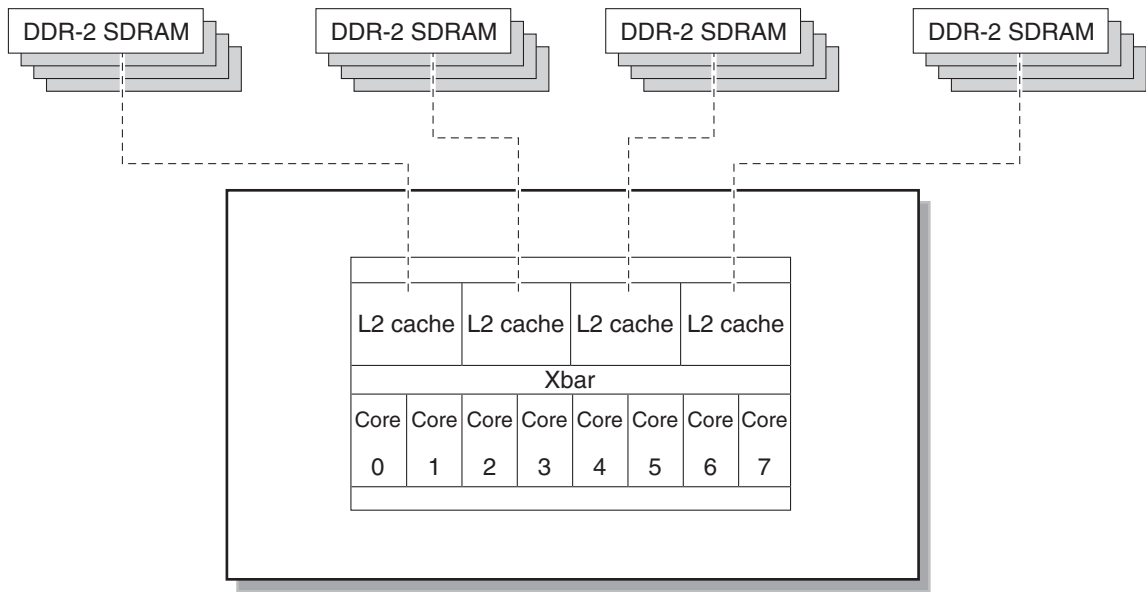 DDR-2 SDRAM DDR-2 SDRAM DDR-2 SDRAM DDR-2 SDRAM
L2 cache L2 cache L2 cache L2 cache
Xbar
Core Core Core Core Core Core Core Core
0 1 2 3 4 5 6 7